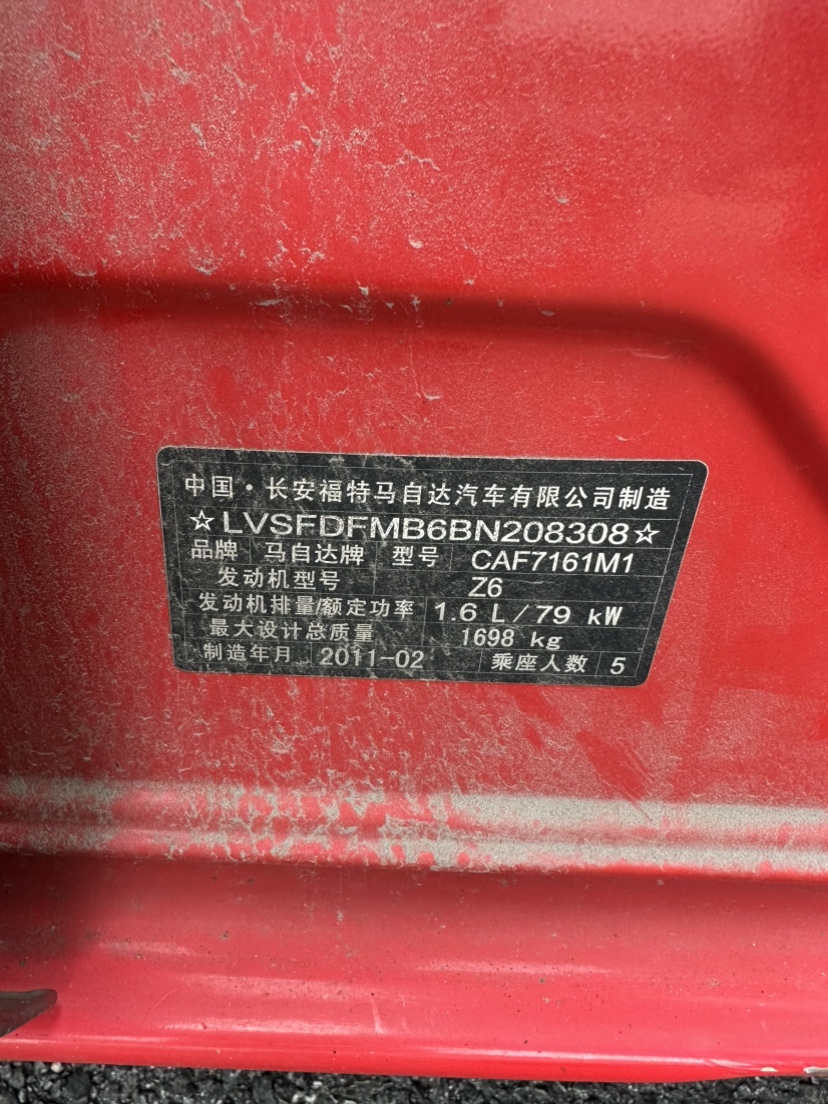 中国·长安福特马自达汽车有限公司制造
☆LVSFDFMB6BN208308☆
品牌 马自达牌 型号 CAF7161M1
发动机型号 Z6
发动机排量/额定功率 1.6 L/79 kW
最大设计总质量 1698 kg
制造年月 2011-02 乘座人数 5